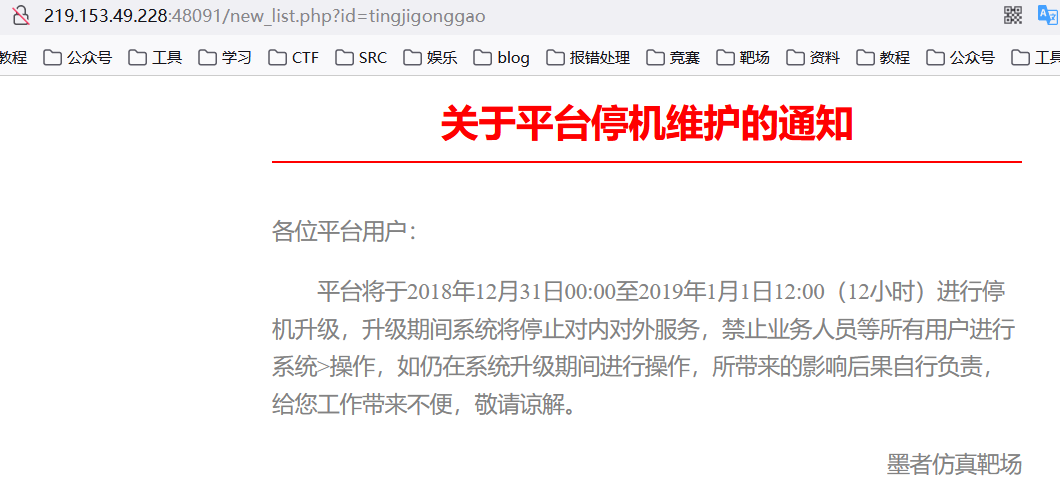 219.153.49.228:48091/new_list.php?id=tingjigonggao
教程 公众号 工具 学习 CTF SRC 娱乐 blog 报错处理 竞赛 靶场 资料 教程 公众号 工具
关于平台停机维护的通知
各位平台用户：
平台将于2018年12月31日00:00至2019年1月1日12:00（12小时）进行停
机升级，升级期间系统将停止对内对外服务，禁止业务人员等所有用户进行
系统>操作，如仍在系统升级期间进行操作，所带来的影响后果自行负责，
给您工作带来不便，敬请谅解。
墨者仿真靶场